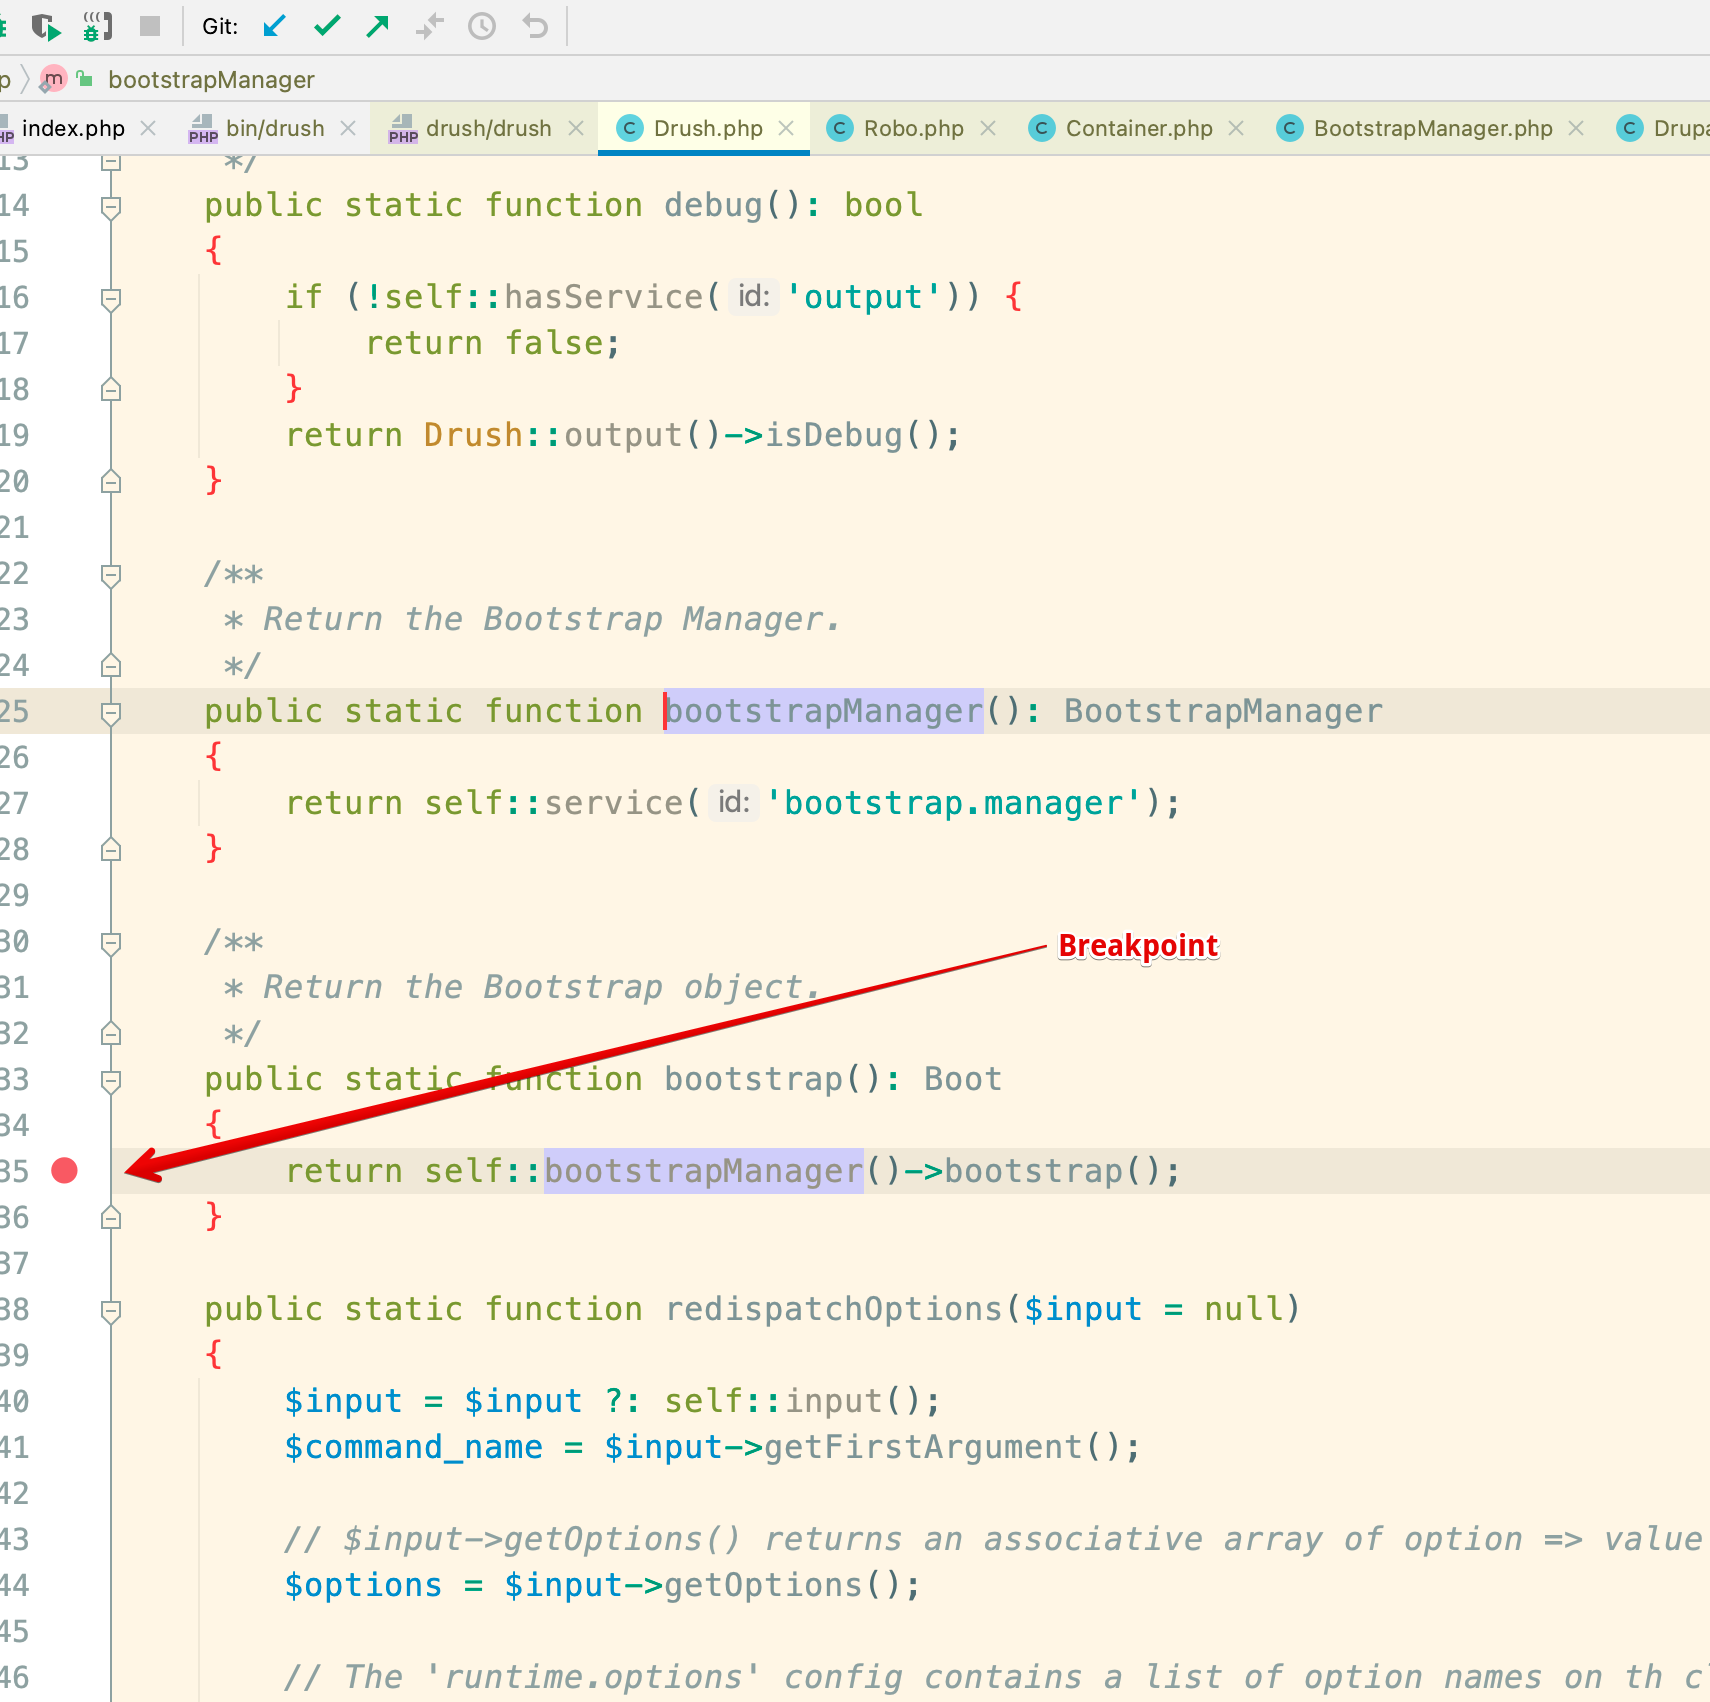 Git:
p m bootstrapManager
PHP index.php PHP bin/drush PHP drush/drush C Drush.php C Robo.php C Container.php C BootstrapManager.php C Drupa
13 */
14 public static function debug(): bool
15 {
16 if (!self::hasService( id: 'output')) {
17 return false;
18 }
19 return Drush::output()->isDebug();
20 }
21
22 /**
23 * Return the Bootstrap Manager.
24 */
25 public static function bootstrapManager(): BootstrapManager
26 {
27 return self::service( id: 'bootstrap.manager');
28 }
29
30 /**
Breakpoint
31 * Return the Bootstrap object.
32 */
33 public static function bootstrap(): Boot
34 {
35 return self::bootstrapManager()->bootstrap();
36 }
37
38 public static function redispatchOptions($input = null)
39 {
40 $input = $input ?: self::input();
41 $command_name = $input->getFirstArgument();
42
43 // $input->getOptions() returns an associative array of option => value
44 $options = $input->getOptions();
45
46 // The 'runtime.options' config contains a list of option names on th cl